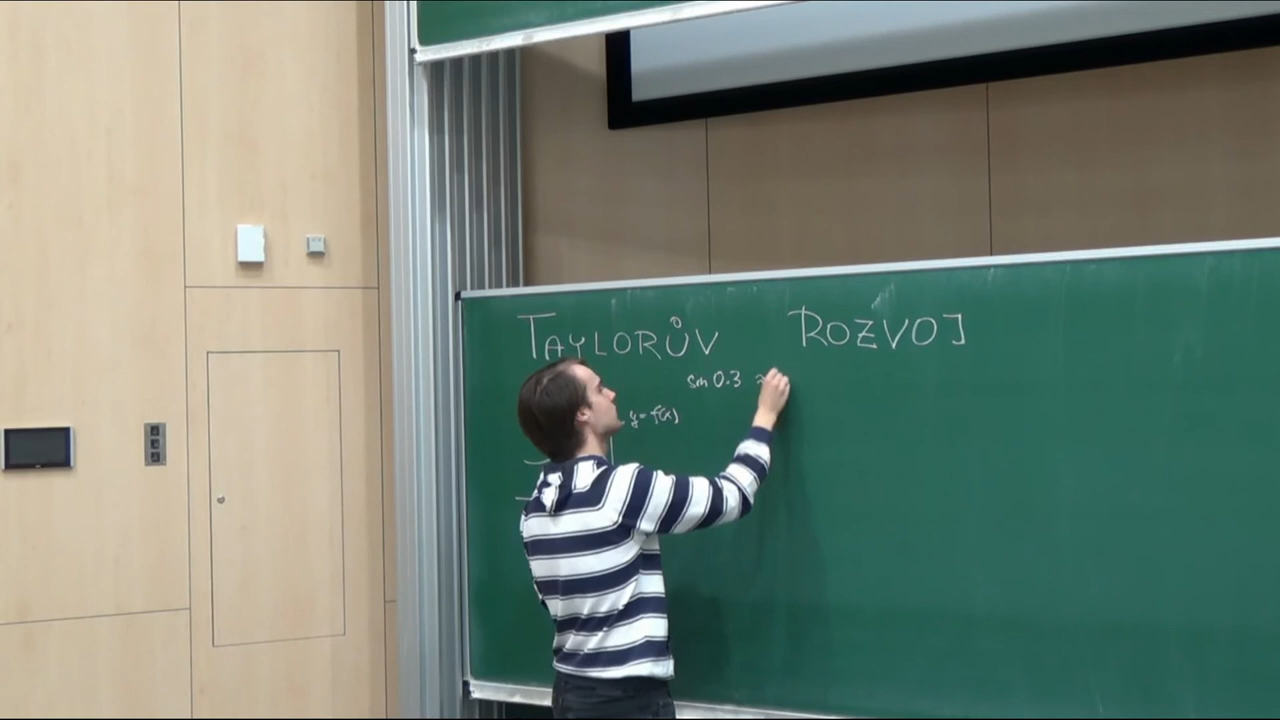 TAYLORŮV ROZVOJ
sin 0.3 ≈
y = f(x)